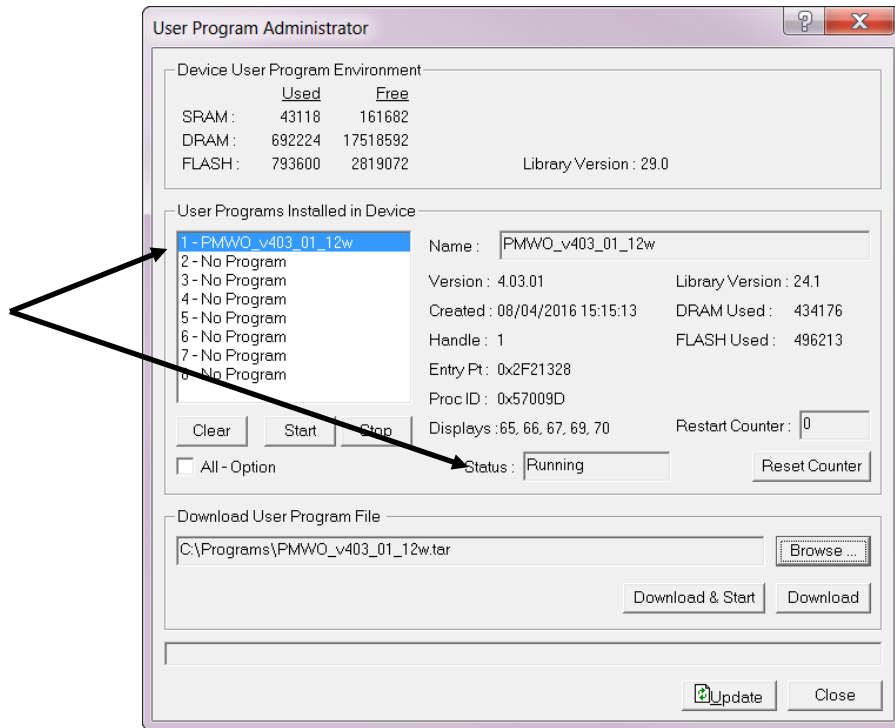 User Program Administrator
Device User Program Environment
Used Free
SRAM : 43118 161682
DRAM : 692224 17518592
FLASH : 793600 2819072 Library Version : 29.0
User Programs Installed in Device
1 - PMWO_v403_01_12w
2 - No Program
3 - No Program
4 - No Program
5 - No Program
6 - No Program
7 - No Program
8 - No Program
Name : PMWO_v403_01_12w
Version : 4.03.01 Library Version : 24.1
Created : 08/04/2016 15:15:13 DRAM Used : 434176
Handle : 1 FLASH Used : 496213
Entry Pt : 0x2F21328
Proc ID : 0x57009D
Displays :65, 66, 67, 69, 70 Restart Counter : 0
Clear Start Stop
All - Option Status : Running Reset Counter
Download User Program File
C:\Programs\PMWO_v403_01_12w.tar Browse ...
Download & Start Download
Update Close